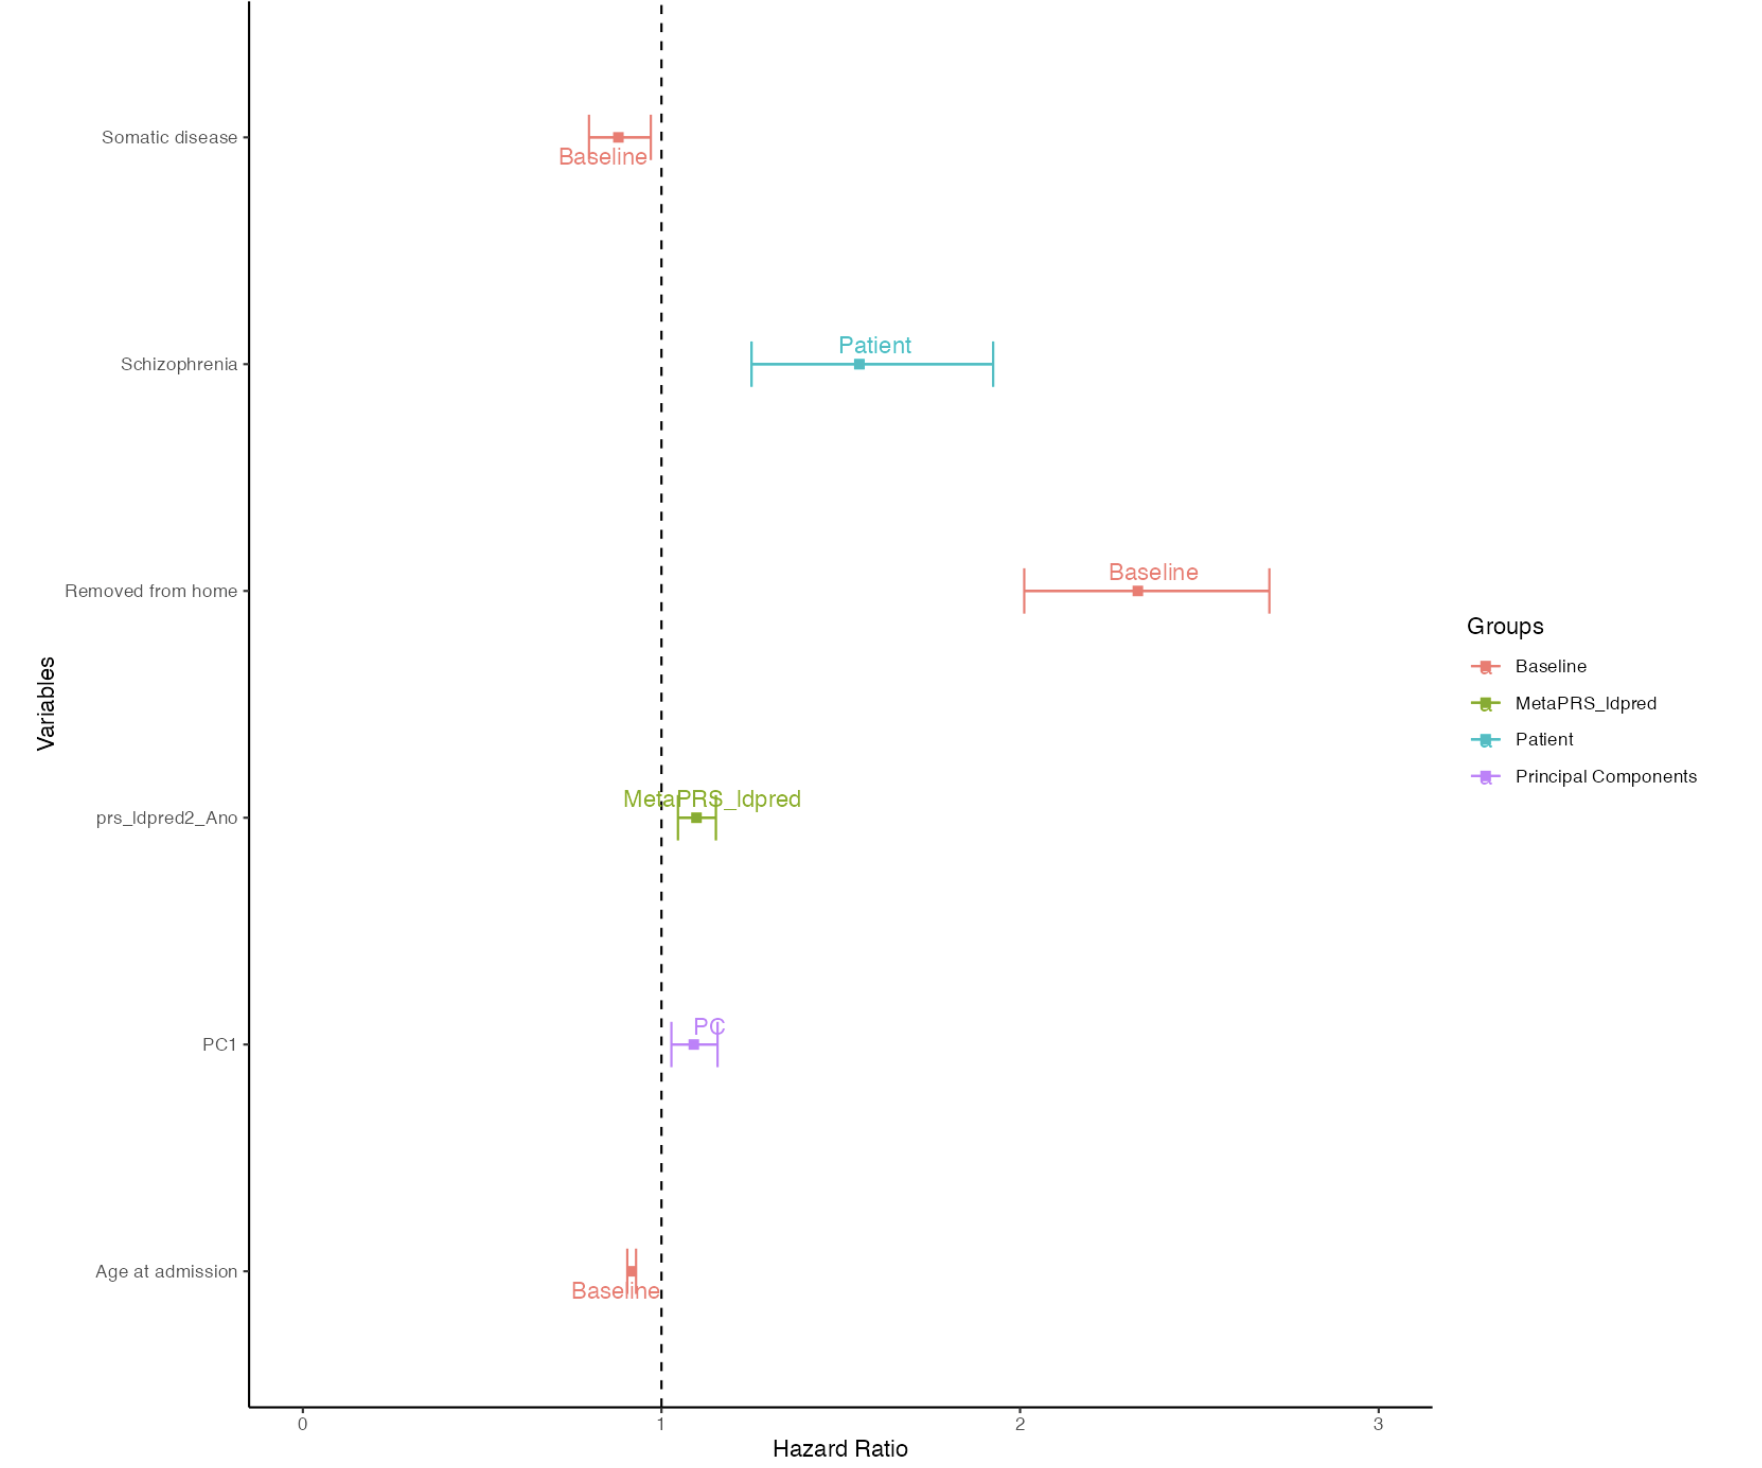 Somatic disease
Baseline
Patient
Schizophrenia
Baseline
Removed from home
Groups
Baseline
MetaPRS_ldpred
Patient
Principal Components
Variables
MetaPRS_ldpred
prs_ldpred2_Ano
PC
PC1
Age at admission
Baseline
0 1 2 3
Hazard Ratio